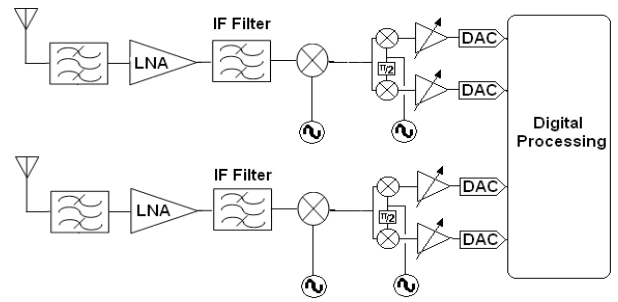 IF Filter
LNA
π/2
DAC
DAC
Digital
Processing
IF Filter
LNA
π/2
DAC
DAC